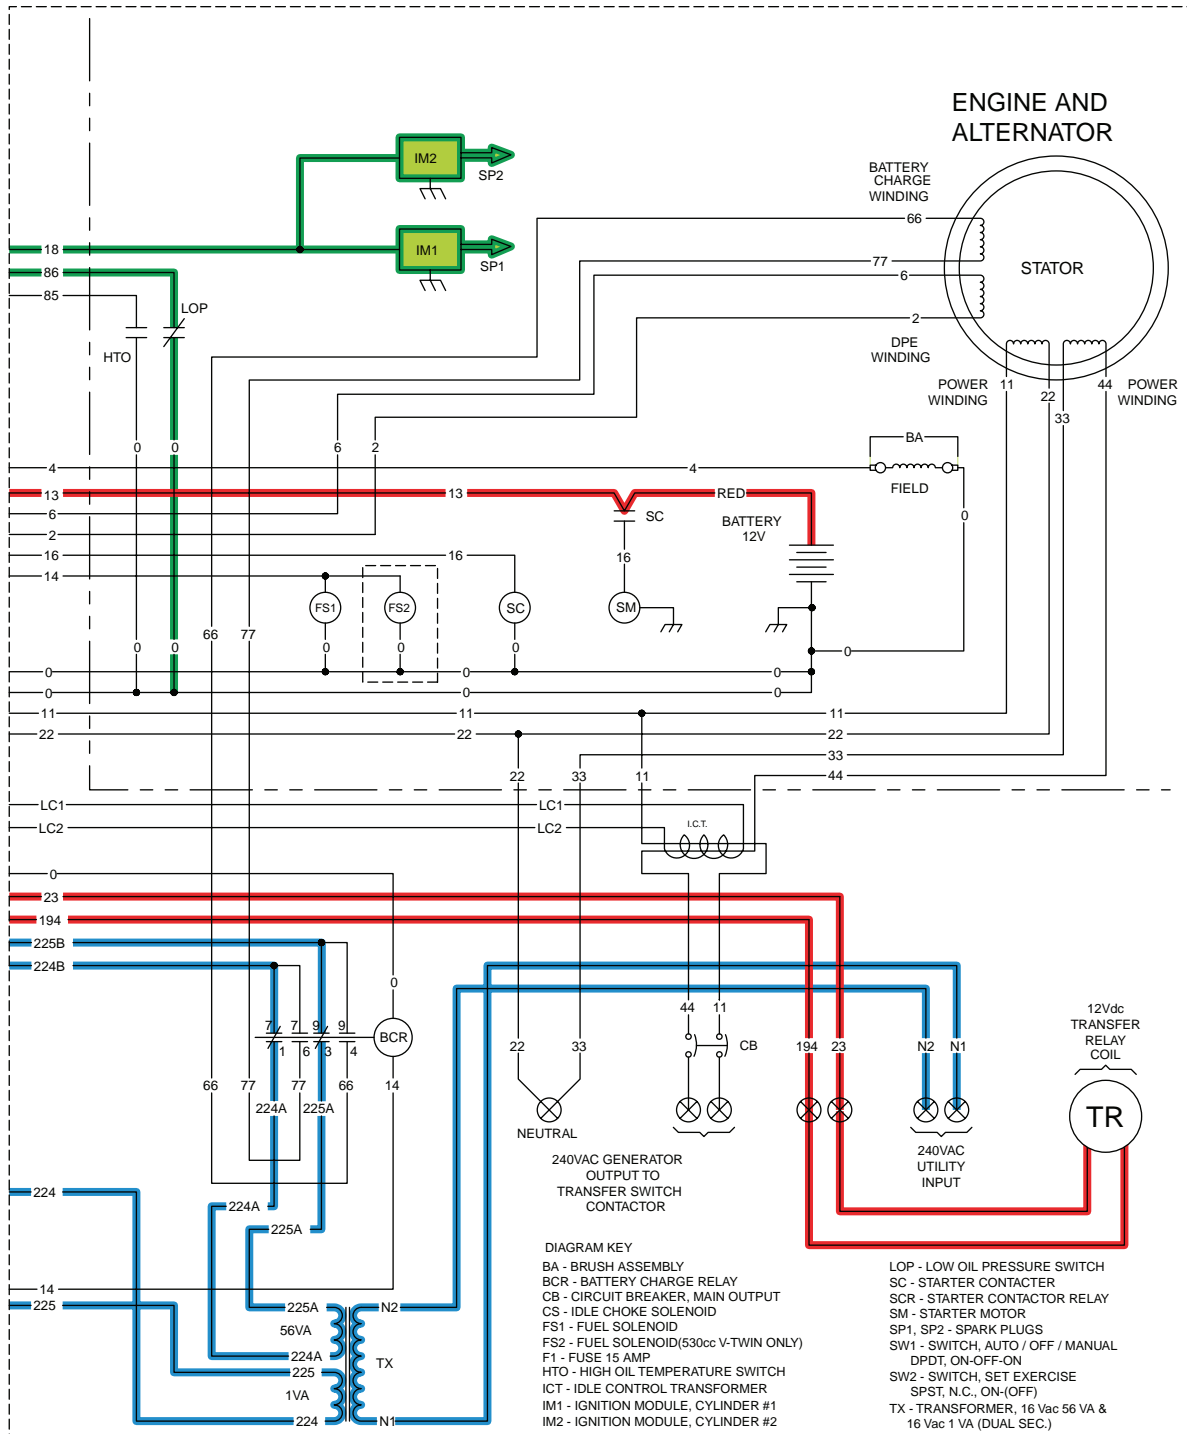 ENGINE AND
ALTERNATOR
BATTERY
CHARGE
WINDING
66
77
6
2
STATOR
DPE
WINDING
POWER
WINDING
11
22
33
44
POWER
WINDING
IM2
SP2
18
IM1
SP1
86
85
LOP
HTO
0
0
6
2
BA
FIELD
4
4
13
13
RED
6
SC
BATTERY
12V
0
2
16
16
16
14
FS1
FS2
SC
SM
66
77
0
0
0
0
0
0
0
0
0
0
0
0
11
11
11
22
22
22
33
22
33
11
44
LC1
LC1
LC2
LC2
I.C.T.
0
23
194
225B
224B
0
7
7
9
9
1
6
3
4
BCR
44
11
CB
22
33
194
23
N2
N1
12Vdc
TRANSFER
RELAY
COIL
TR
66
77
77
66
14
224A
225A
NEUTRAL
240VAC GENERATOR
OUTPUT TO
TRANSFER SWITCH
CONTACTOR
240VAC
UTILITY
INPUT
224
224A
225A
14
225
225A
N2
56VA
224A
TX
225
1VA
224
N1
DIAGRAM KEY
BA - BRUSH ASSEMBLY
BCR - BATTERY CHARGE RELAY
CB - CIRCUIT BREAKER, MAIN OUTPUT
CS - IDLE CHOKE SOLENOID
FS1 - FUEL SOLENOID
FS2 - FUEL SOLENOID(530cc V-TWIN ONLY)
F1 - FUSE 15 AMP
HTO - HIGH OIL TEMPERATURE SWITCH
ICT - IDLE CONTROL TRANSFORMER
IM1 - IGNITION MODULE, CYLINDER #1
IM2 - IGNITION MODULE, CYLINDER #2
LOP - LOW OIL PRESSURE SWITCH
SC - STARTER CONTACTER
SCR - STARTER CONTACTOR RELAY
SM - STARTER MOTOR
SP1, SP2 - SPARK PLUGS
SW1 - SWITCH, AUTO / OFF / MANUAL
DPDT, ON-OFF-ON
SW2 - SWITCH, SET EXERCISE
SPST, N.C., ON-(OFF)
TX - TRANSFORMER, 16 Vac 56 VA &
16 Vac 1 VA (DUAL SEC.)